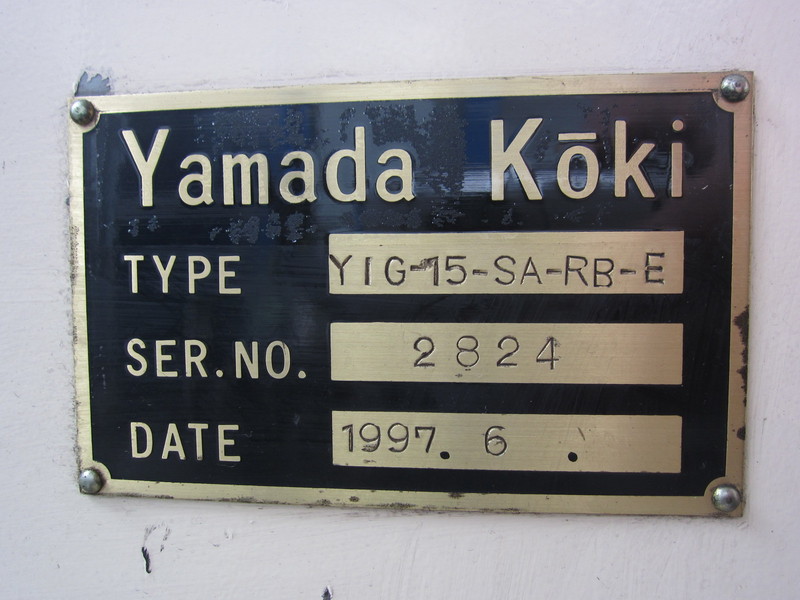 Yamada Kōki
TYPE YIG-15-SA-RB-E
SER.NO. 2824
DATE 1997. 6 .